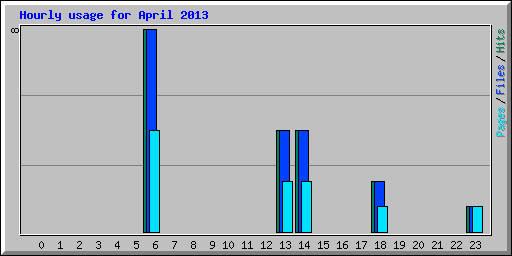 Hourly usage for April 2013
8
Pages/Files/Hits
0 1 2 3 4 5 6 7 8 9 10 11 12 13 14 15 16 17 18 19 20 21 22 23